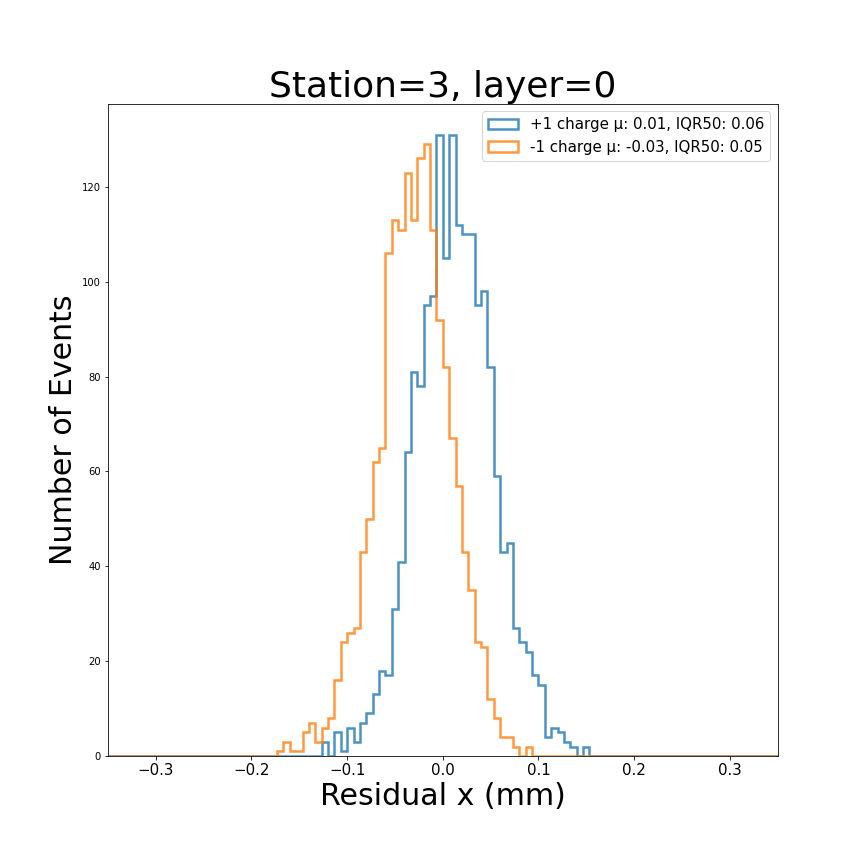 Station=3, layer=0
+1 charge μ: 0.01, IQR50: 0.06
-1 charge μ: -0.03, IQR50: 0.05
Number of Events
120
100
80
60
40
20
0
−0.3 −0.2 −0.1 0.0 0.1 0.2 0.3
Residual x (mm)